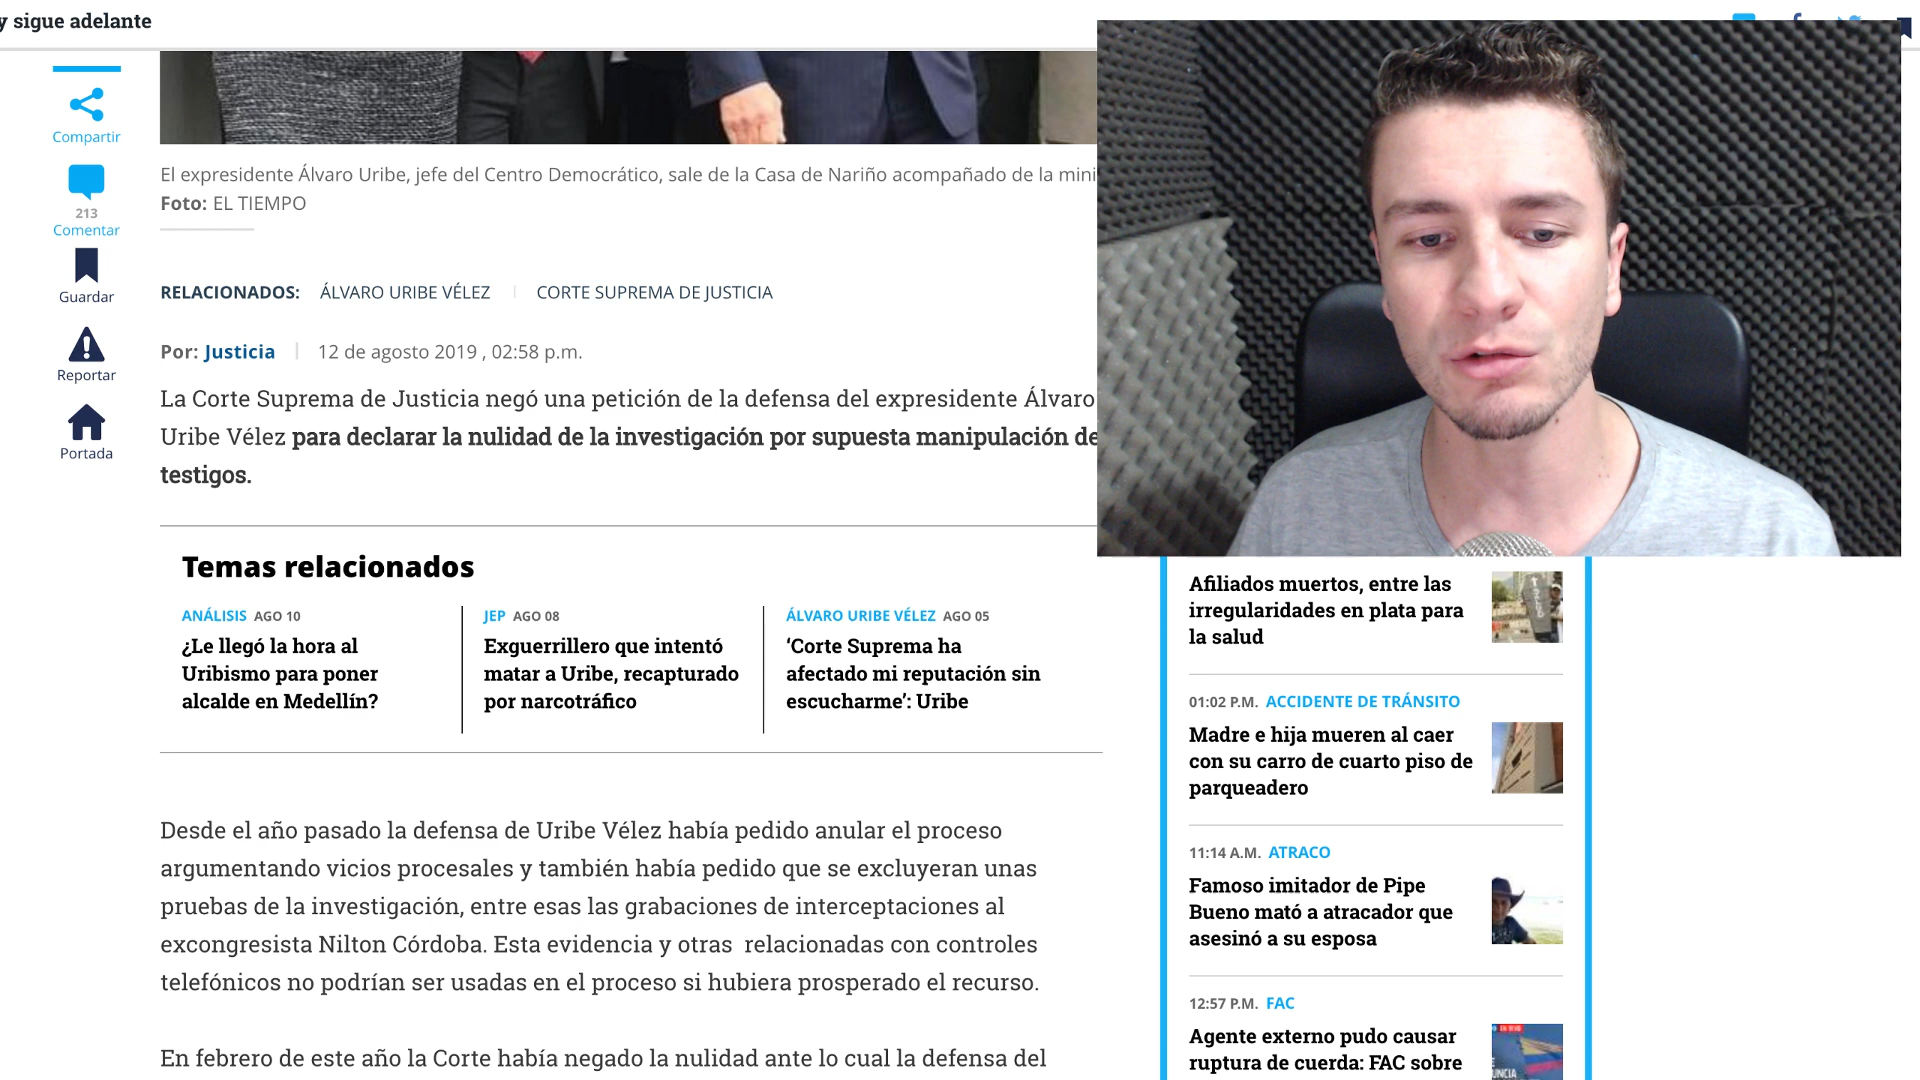 y sigue adelante
Compartir
213
Comentar
Guardar
Reportar
Portada
El expresidente Álvaro Uribe, jefe del Centro Democrático, sale de la Casa de Nariño acompañado de la
Foto: EL TIEMPO
RELACIONADOS: ÁLVARO URIBE VÉLEZ CORTE SUPREMA DE JUSTICIA
Por: Justicia 12 de agosto 2019 , 02:58 p.m.
La Corte Suprema de Justicia negó una petición de la defensa del expresidente Álvaro
Uribe Vélez para declarar la nulidad de la investigación por supuesta manipulación de
testigos.
Temas relacionados
ANÁLISIS AGO 10
¿Le llegó la hora al
Uribismo para poner
alcalde en Medellín?
JEP AGO 08
Exguerrillero que intentó
matar a Uribe, recapturado
por narcotráfico
ÁLVARO URIBE VÉLEZ AGO 05
‘Corte Suprema ha
afectado mi reputación sin
escucharme’: Uribe
Desde el año pasado la defensa de Uribe Vélez había pedido anular el proceso
argumentando vicios procesales y también había pedido que se excluyeran unas
pruebas de la investigación, entre esas las grabaciones de interceptaciones al
excongresista Nilton Córdoba. Esta evidencia y otras relacionadas con controles
telefónicos no podrían ser usadas en el proceso si hubiera prosperado el recurso.
En febrero de este año la Corte había negado la nulidad ante lo cual la defensa del
Afiliados muertos, entre las
irregularidades en plata para
la salud
01:02 P.M. ACCIDENTE DE TRÁNSITO
Madre e hija mueren al caer
con su carro de cuarto piso de
parqueadero
11:14 A.M. ATRACO
Famoso imitador de Pipe
Bueno mató a atracador que
asesinó a su esposa
12:57 P.M. FAC
Agente externo pudo causar
ruptura de cuerda: FAC sobre